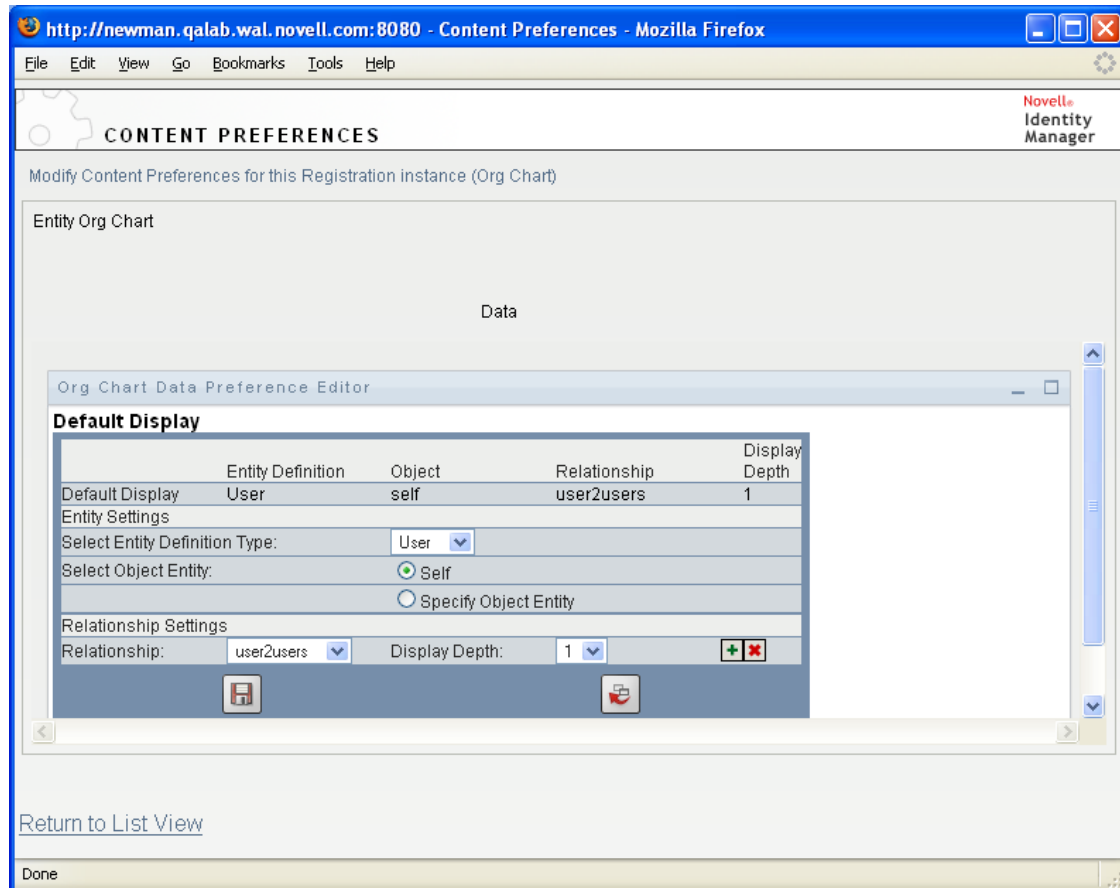 http://newman.qalab.wal.novell.com:8080 - Content Preferences - Mozilla Firefox
File Edit View Go Bookmarks Tools Help
Novell®
Identity
Manager
CONTENT PREFERENCES
Modify Content Preferences for this Registration instance (Org Chart)
Entity Org Chart
Data
Org Chart Data Preference Editor
Default Display
Entity Definition Object Relationship Display Depth
Default Display User self user2users 1
Entity Settings
Select Entity Definition Type: User
Select Object Entity: Self
Specify Object Entity
Relationship Settings
Relationship: user2users Display Depth: 1
Return to List View
Done